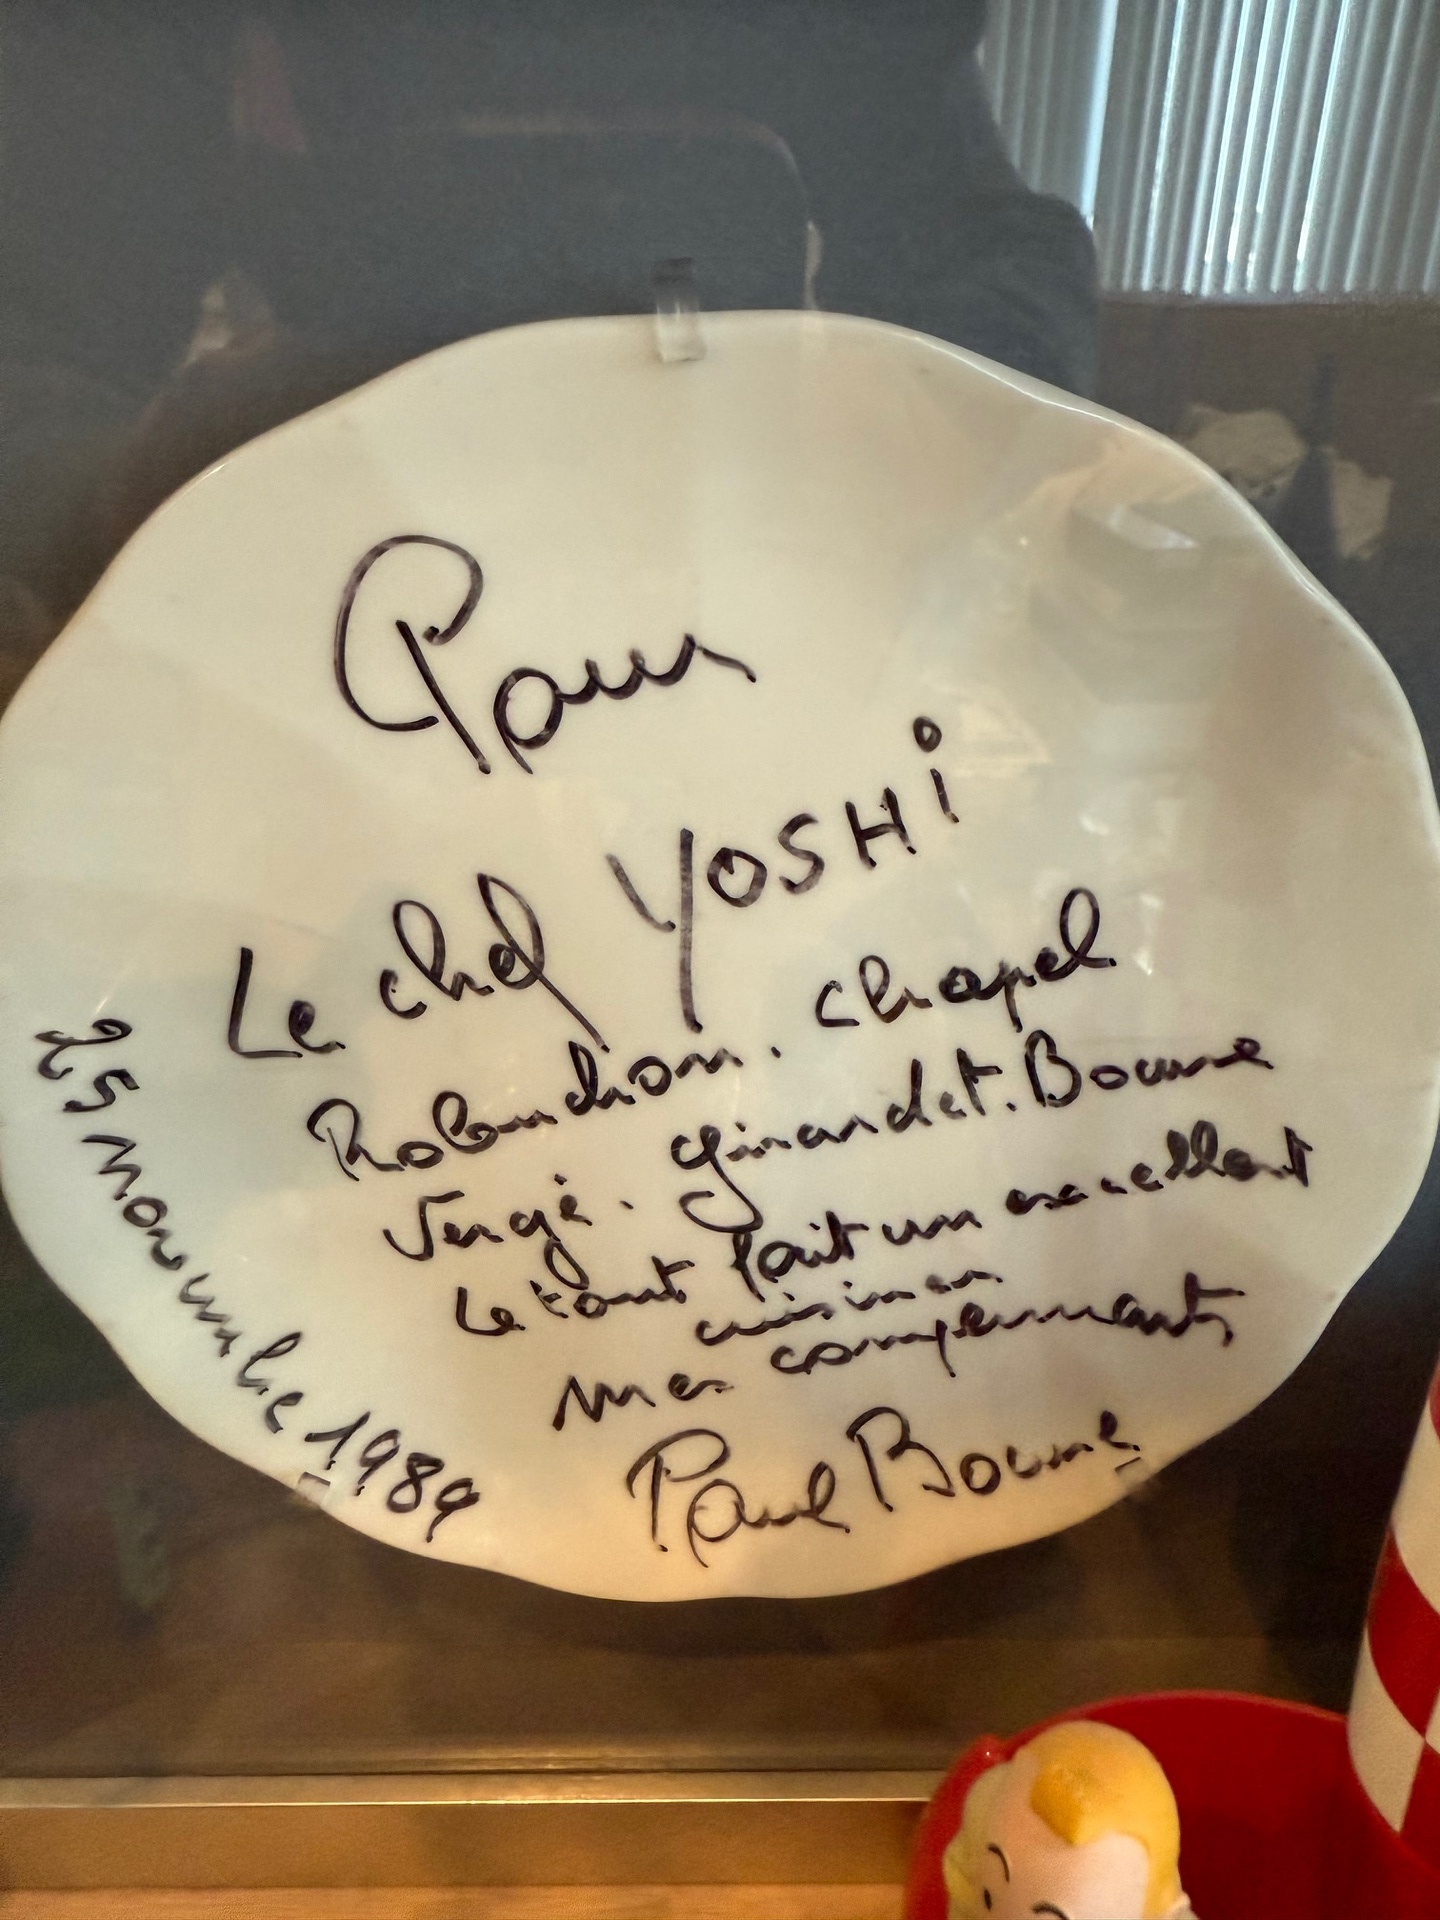 Pour
Le chef YOSHi
Robuchon. Chapel
Vergé. Girardet. Bocuse
Le tout fait un excellent
cuisinier
mes compliments
Paul Bocuse
25 Novembre 1989